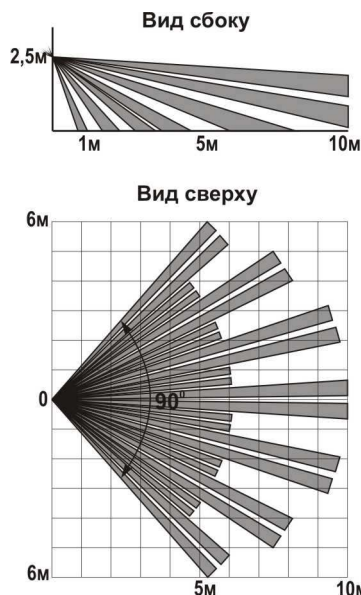 Вид сбоку
2,5м
1м 5м 10м
Вид сверху
6м
0 90°
6м
5м 10м